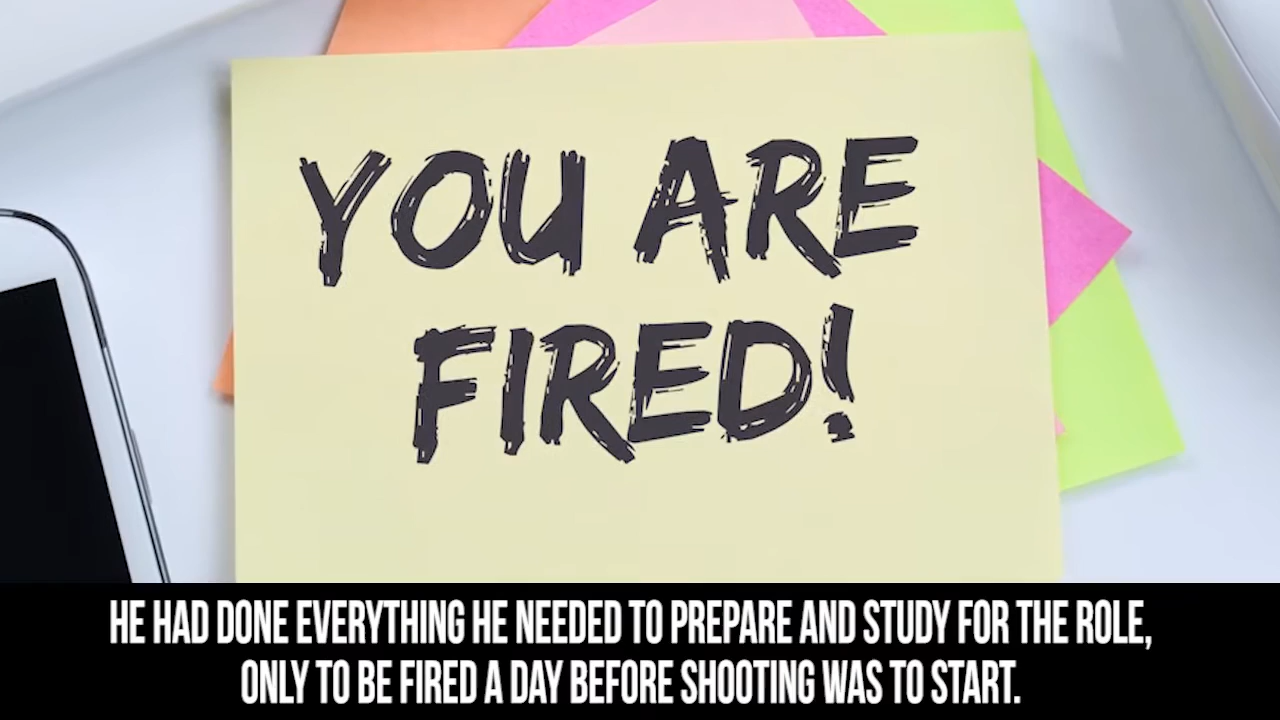 YOU ARE
FIRED!
HE HAD DONE EVERYTHING HE NEEDED TO PREPARE AND STUDY FOR THE ROLE,
ONLY TO BE FIRED A DAY BEFORE SHOOTING WAS TO START.